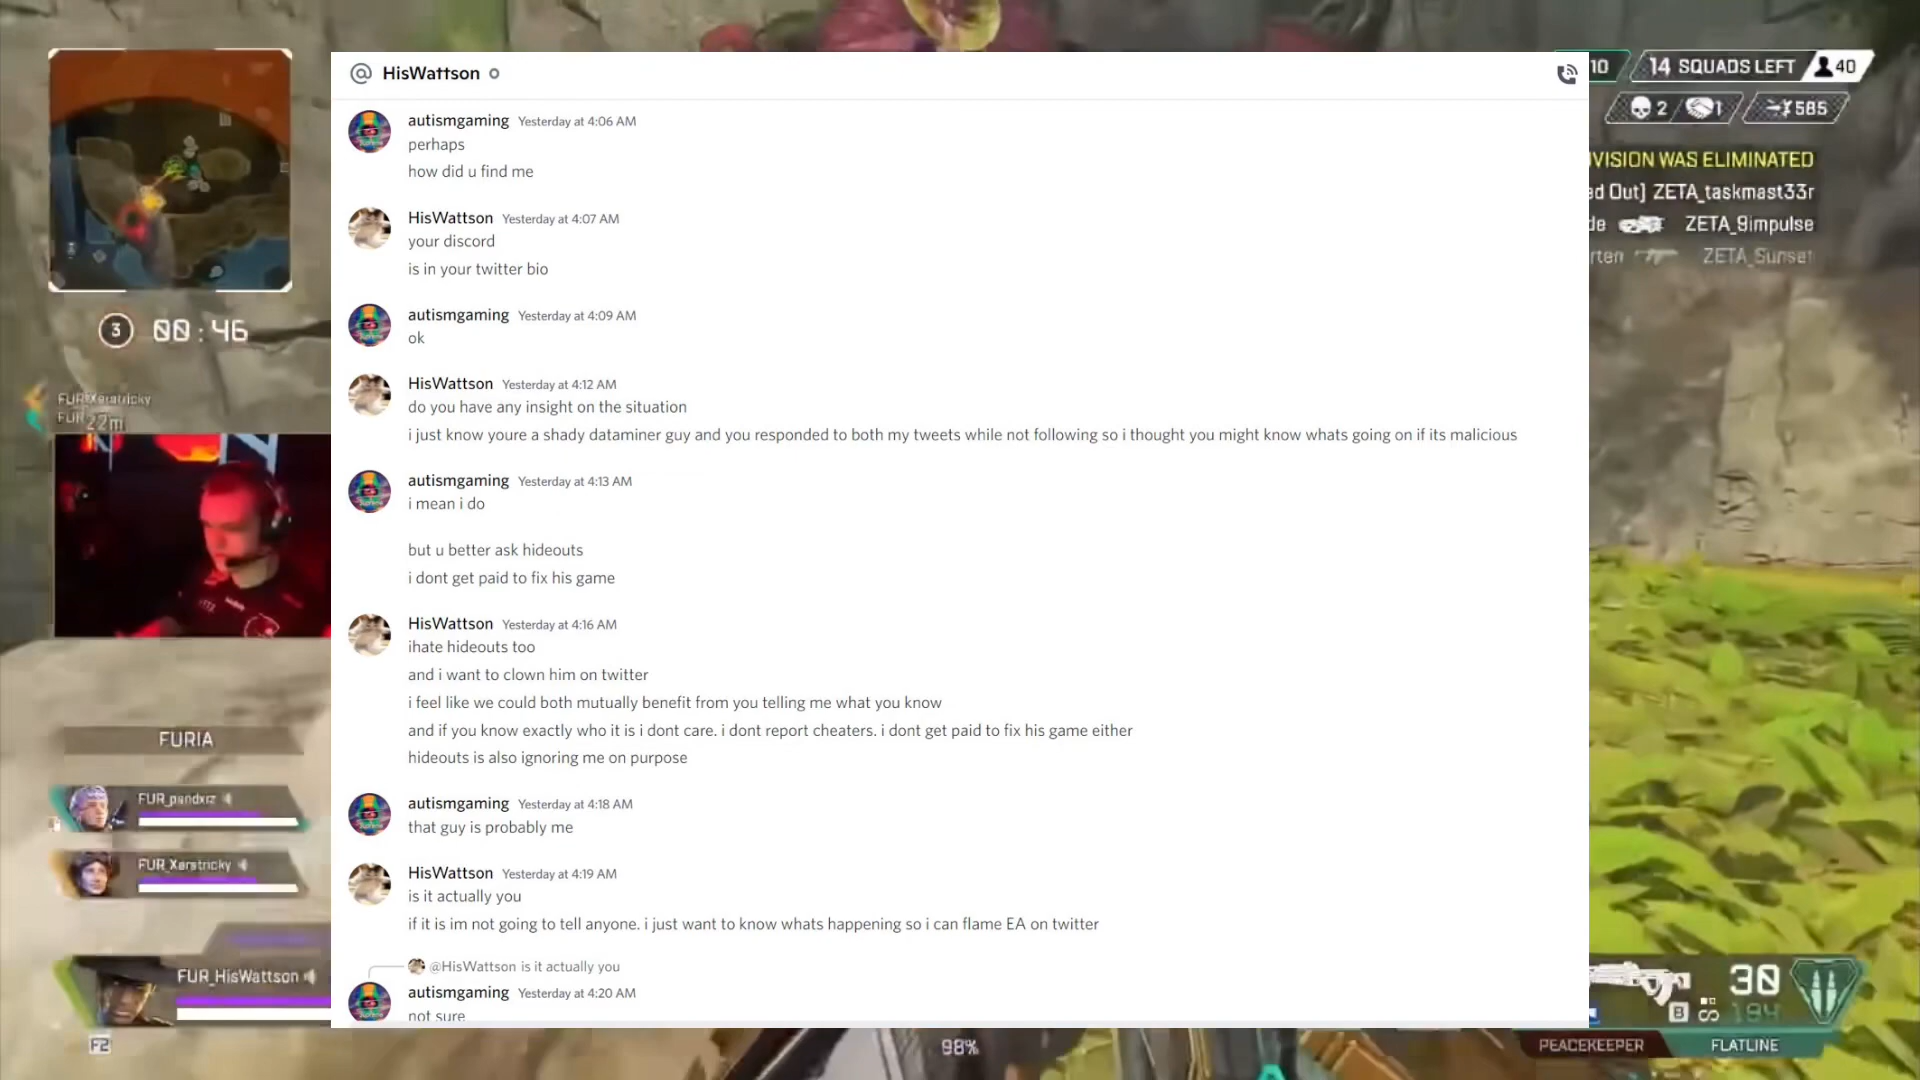 HisWattson
autismgaming Yesterday at 4:06 AM
perhaps
how did u find me
HisWattson Yesterday at 4:07 AM
your discord
is in your twitter bio
autismgaming Yesterday at 4:09 AM
ok
HisWattson Yesterday at 4:12 AM
do you have any insight on the situation
i just know youre a shady dataminer guy and you responded to both my tweets while not following so i thought you might know whats going on if its malicious
autismgaming Yesterday at 4:13 AM
i mean i do
but u better ask hideouts
i dont get paid to fix his game
HisWattson Yesterday at 4:16 AM
ihate hideouts too
and i want to clown him on twitter
i feel like we could both mutually benefit from you telling me what you know
and if you know exactly who it is i dont care. i dont report cheaters. i dont get paid to fix his game either
hideouts is also ignoring me on purpose
autismgaming Yesterday at 4:18 AM
that guy is probably me
HisWattson Yesterday at 4:19 AM
is it actually you
if it is im not going to tell anyone. i just want to know whats happening so i can flame EA on twitter
@HisWattson is it actually you
autismgaming Yesterday at 4:20 AM
not sure
3 00:46
FUR_Xeratricky
FUR
22m
FURIA
FUR_pandxrz
FUR_Xeratricky
FUR_HisWattson
F2
98%
10 14 SQUADS LEFT 40
2 1 585
VISION WAS ELIMINATED
ed Out] ZETA_taskmast33r
de ZETA_9impulse
rten ZETA_Sunset
30
B 194
PEACEKEEPER FLATLINE